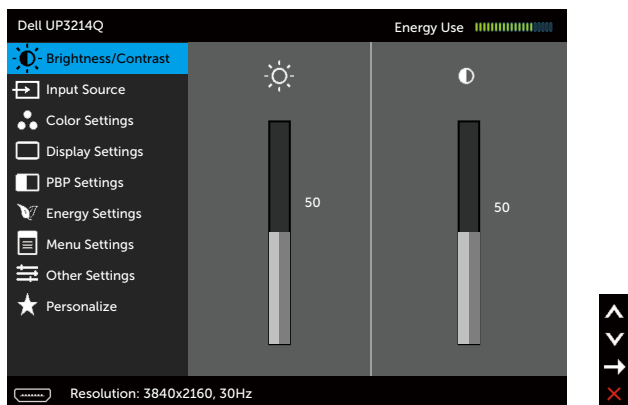 Dell UP3214Q
Energy Use
Brightness/Contrast
Input Source
Color Settings
Display Settings
PBP Settings
Energy Settings
Menu Settings
Other Settings
Personalize
50
50
Resolution: 3840x2160, 30Hz